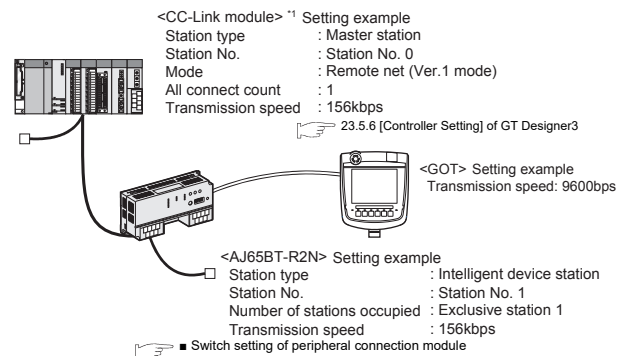 <CC-Link module> *1 Setting example
Station type : Master station
Station No. : Station No. 0
Mode : Remote net (Ver.1 mode)
All connect count : 1
Transmission speed : 156kbps
23.5.6 [Controller Setting] of GT Designer3
<GOT> Setting example
Transmission speed: 9600bps
<AJ65BT-R2N> Setting example
Station type : Intelligent device station
Station No. : Station No. 1
Number of stations occupied : Exclusive station 1
Transmission speed : 156kbps
■ Switch setting of peripheral connection module